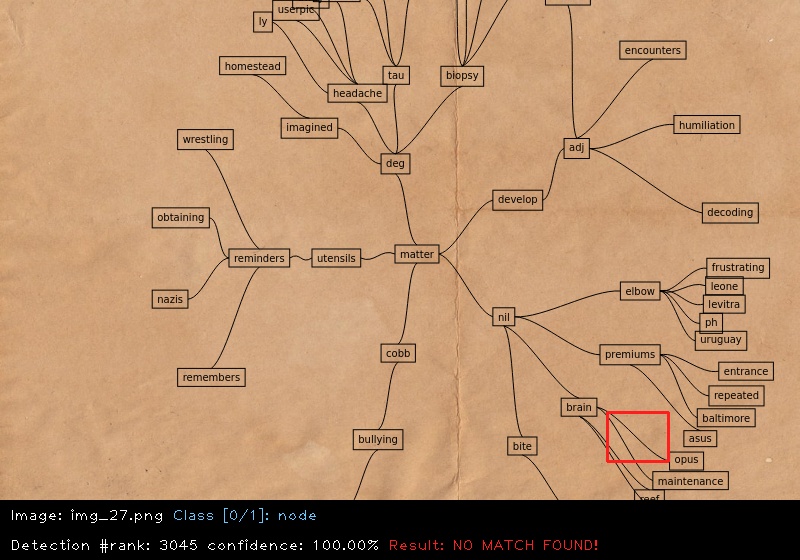 userpic
ly
homestead
tau
biopsy
encounters
headache
imagined
humiliation
wrestling
adj
deg
develop
decoding
obtaining
reminders
utensils
matter
frustrating
elbow
leone
nazis
levitra
nil
ph
uruguay
cobb
premiums
remembers
entrance
repeated
brain
baltimore
bullying
asus
bite
opus
maintenance
reef
Image: img_27.png Class [0/1]: node
Detection #rank: 3045 confidence: 100.00% Result: NO MATCH FOUND!